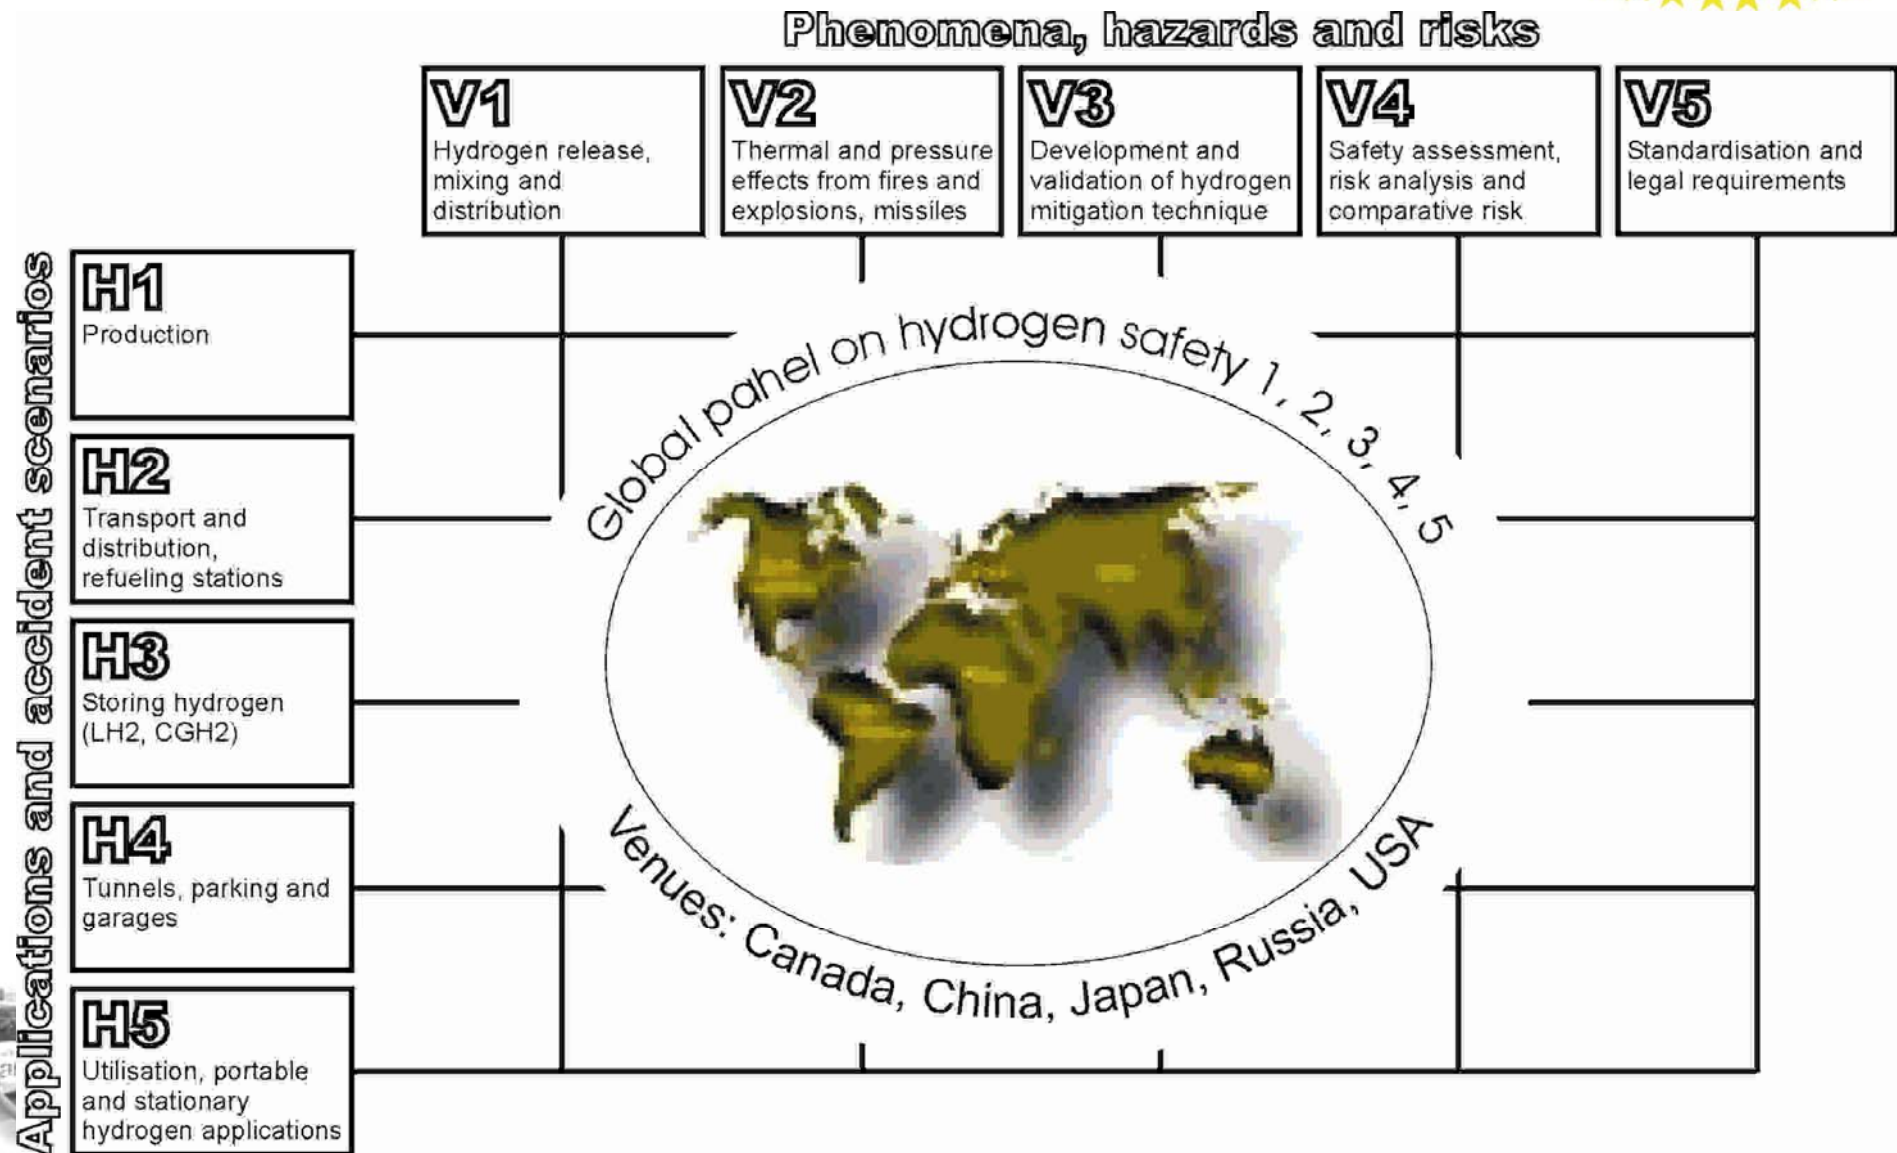 Phenomena, hazards and risks
V1
Hydrogen release,
mixing and
distribution
V2
Thermal and pressure
effects from fires and
explosions, missiles
V3
Development and
validation of hydrogen
mitigation technique
V4
Safety assessment,
risk analysis and
comparative risk
V5
Standardisation and
legal requirements
Applications and accident scenarios
H1
Production
H2
Transport and
distribution,
refueling stations
H3
Storing hydrogen
(LH2, CGH2)
H4
Tunnels, parking and
garages
H5
Utilisation, portable
and stationary
hydrogen applications
Global pahel on hydrogen safety 1, 2, 3, 4, 5
Venues: Canada, China, Japan, Russia, USA